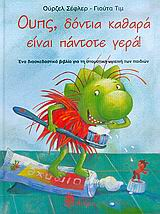 Ούρζελ Σέφλερ – Γιούτα Τιμ
Ουπς, δόντια καθαρά
είναι πάντοτε γερά!
Ένα διασκεδαστικό βιβλίο για τη στοματική υγιεινή των παιδιών